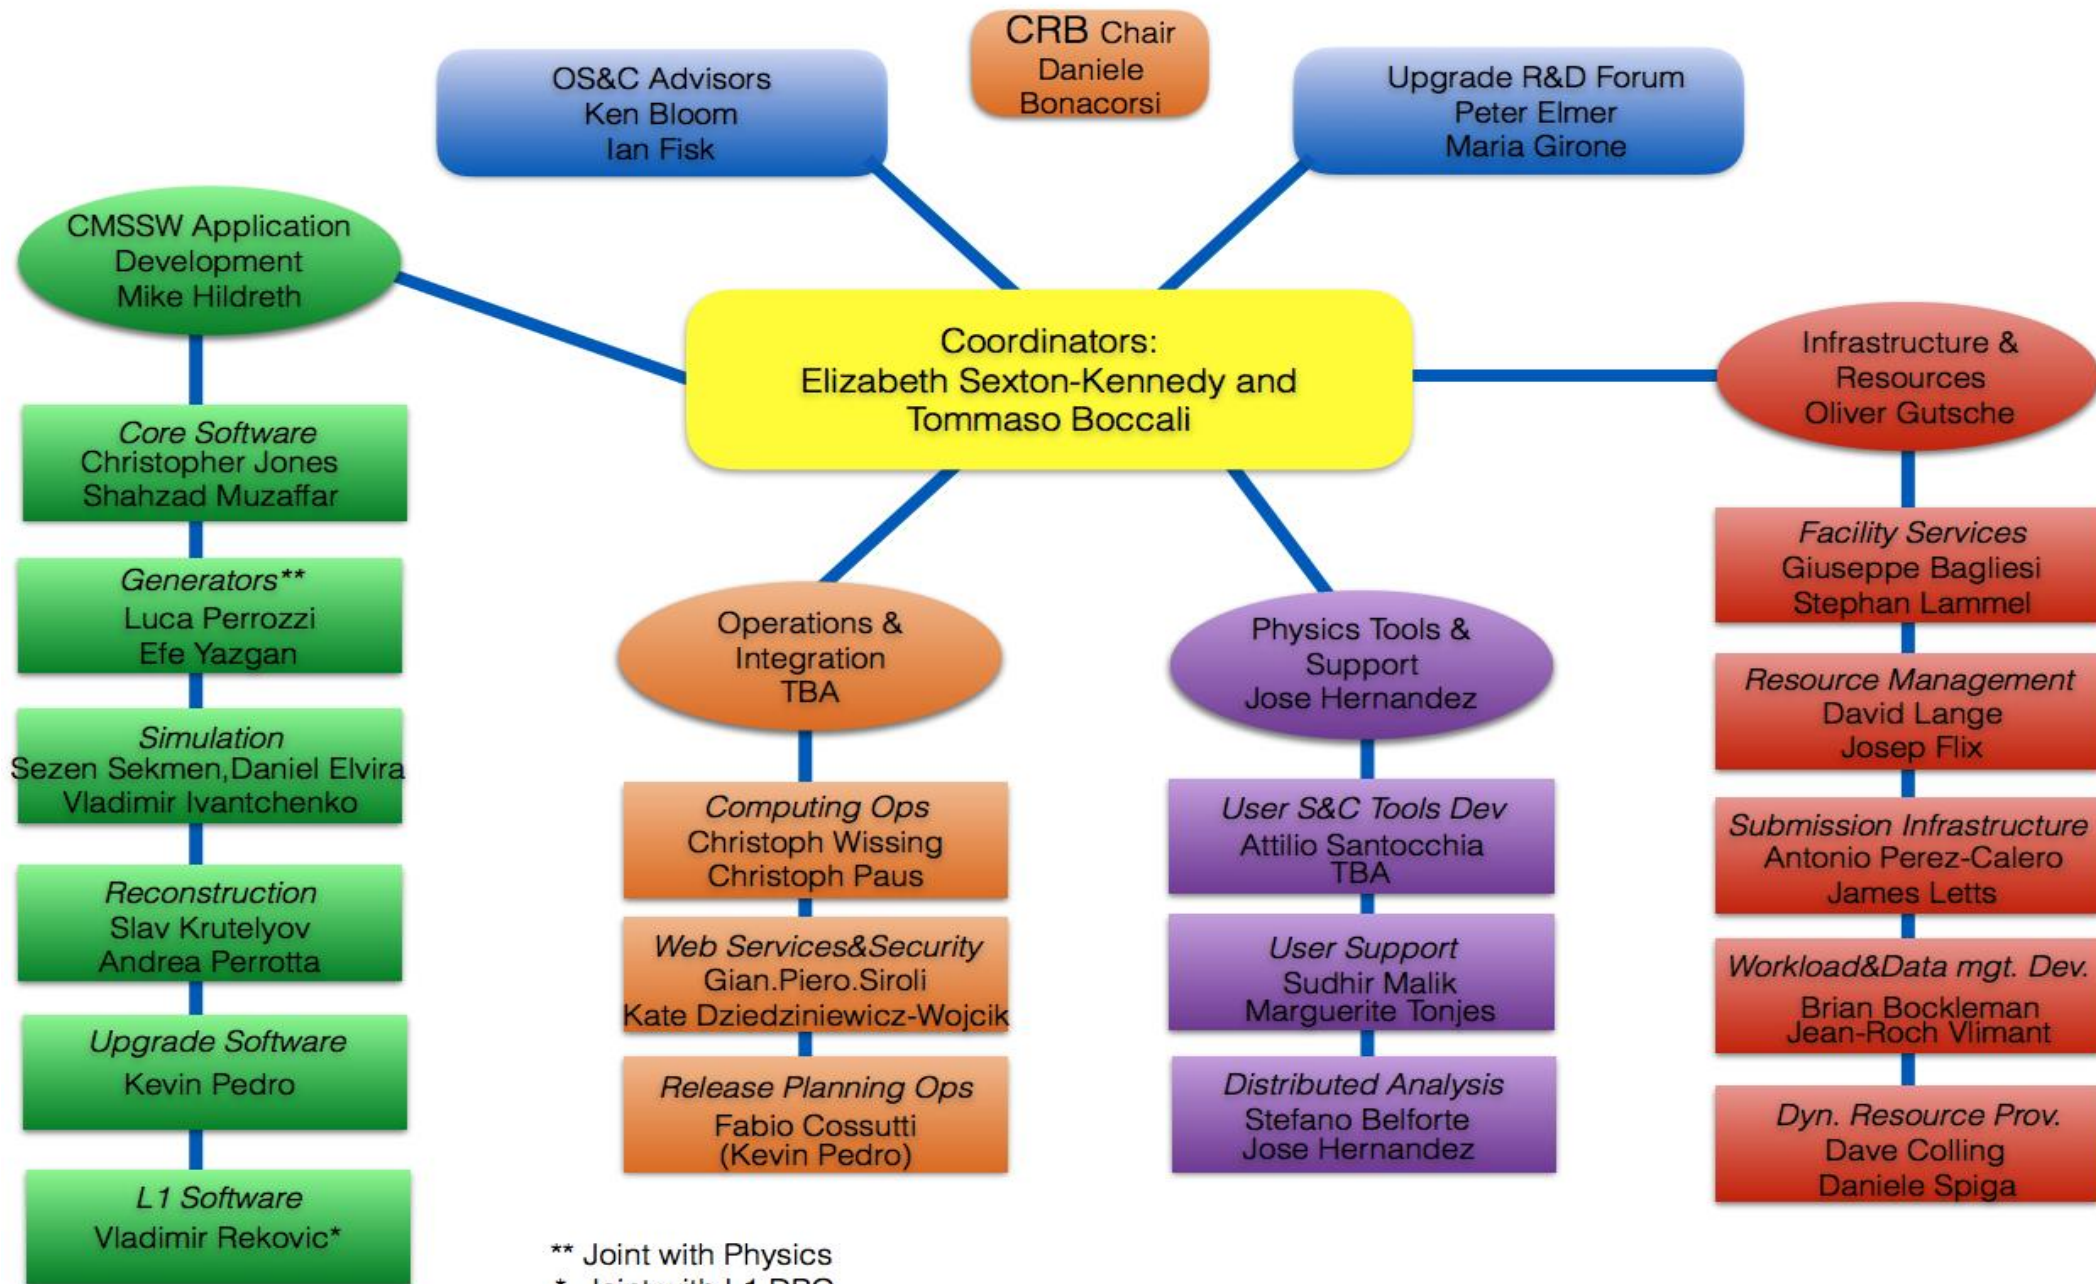 CRB Chair
Daniele
Bonacorsi
OS&C Advisors
Ken Bloom
Ian Fisk
Upgrade R&D Forum
Peter Elmer
Maria Girone
CMSSW Application
Development
Mike Hildreth
Coordinators:
Elizabeth Sexton-Kennedy and
Tommaso Boccali
Infrastructure &
Resources
Oliver Gutsche
Core Software
Christopher Jones
Shahzad Muzaffar
Generators**
Luca Perrozzi
Efe Yazgan
Simulation
Sezen Sekmen,Daniel Elvira
Vladimir Ivantchenko
Reconstruction
Slav Krutelyov
Andrea Perrotta
Upgrade Software
Kevin Pedro
L1 Software
Vladimir Rekovic*
Operations &
Integration
TBA
Computing Ops
Christoph Wissing
Christoph Paus
Web Services&Security
Gian.Piero.Siroli
Kate Dziedziniewicz-Wojcik
Release Planning Ops
Fabio Cossutti
(Kevin Pedro)
Physics Tools &
Support
Jose Hernandez
User S&C Tools Dev
Attilio Santocchia
TBA
User Support
Sudhir Malik
Marguerite Tonjes
Distributed Analysis
Stefano Belforte
Jose Hernandez
Facility Services
Giuseppe Bagliesi
Stephan Lammel
Resource Management
David Lange
Josep Flix
Submission Infrastructure
Antonio Perez-Calero
James Letts
Workload&Data mgt. Dev.
Brian Bockleman
Jean-Roch Vlimant
Dyn. Resource Prov.
Dave Colling
Daniele Spiga
** Joint with Physics
* Joint with L1 DPG